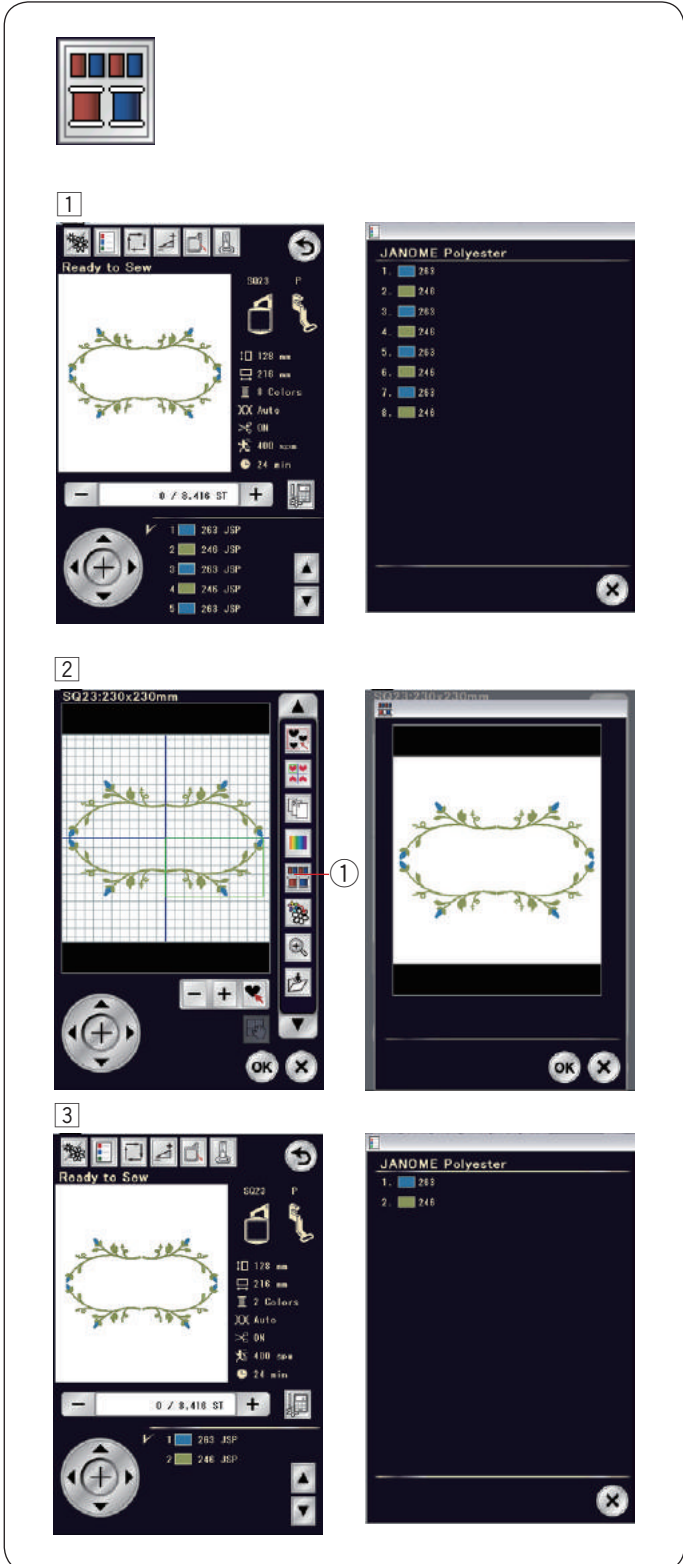 1
Ready to Sew
SQ23 P
128 mm
216 mm
8 Colors
Auto
ON
400 spm
24 min
0 / 8,416 ST
1 263 JSP
2 246 JSP
3 263 JSP
4 246 JSP
5 263 JSP
JANOME Polyester
1. 263
2. 246
3. 263
4. 246
5. 263
6. 246
7. 263
8. 246
2
SQ23:230x230mm
1
OK
SQ23:230x230mm
OK
3
Ready to Sew
SQ23 P
128 mm
216 mm
2 Colors
Auto
ON
400 spm
24 min
0 / 8,416 ST
1 263 JSP
2 246 JSP
JANOME Polyester
1. 263
2. 246